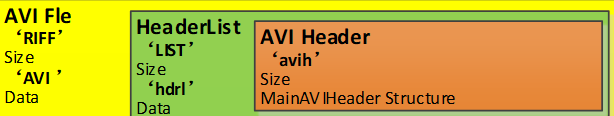 AVI Fle
‘RIFF’
Size
‘AVI ’
Data
HeaderList
‘LIST’
Size
‘hdrl’
Data
AVI Header
‘avih’
Size
MainAVIHeader Structure